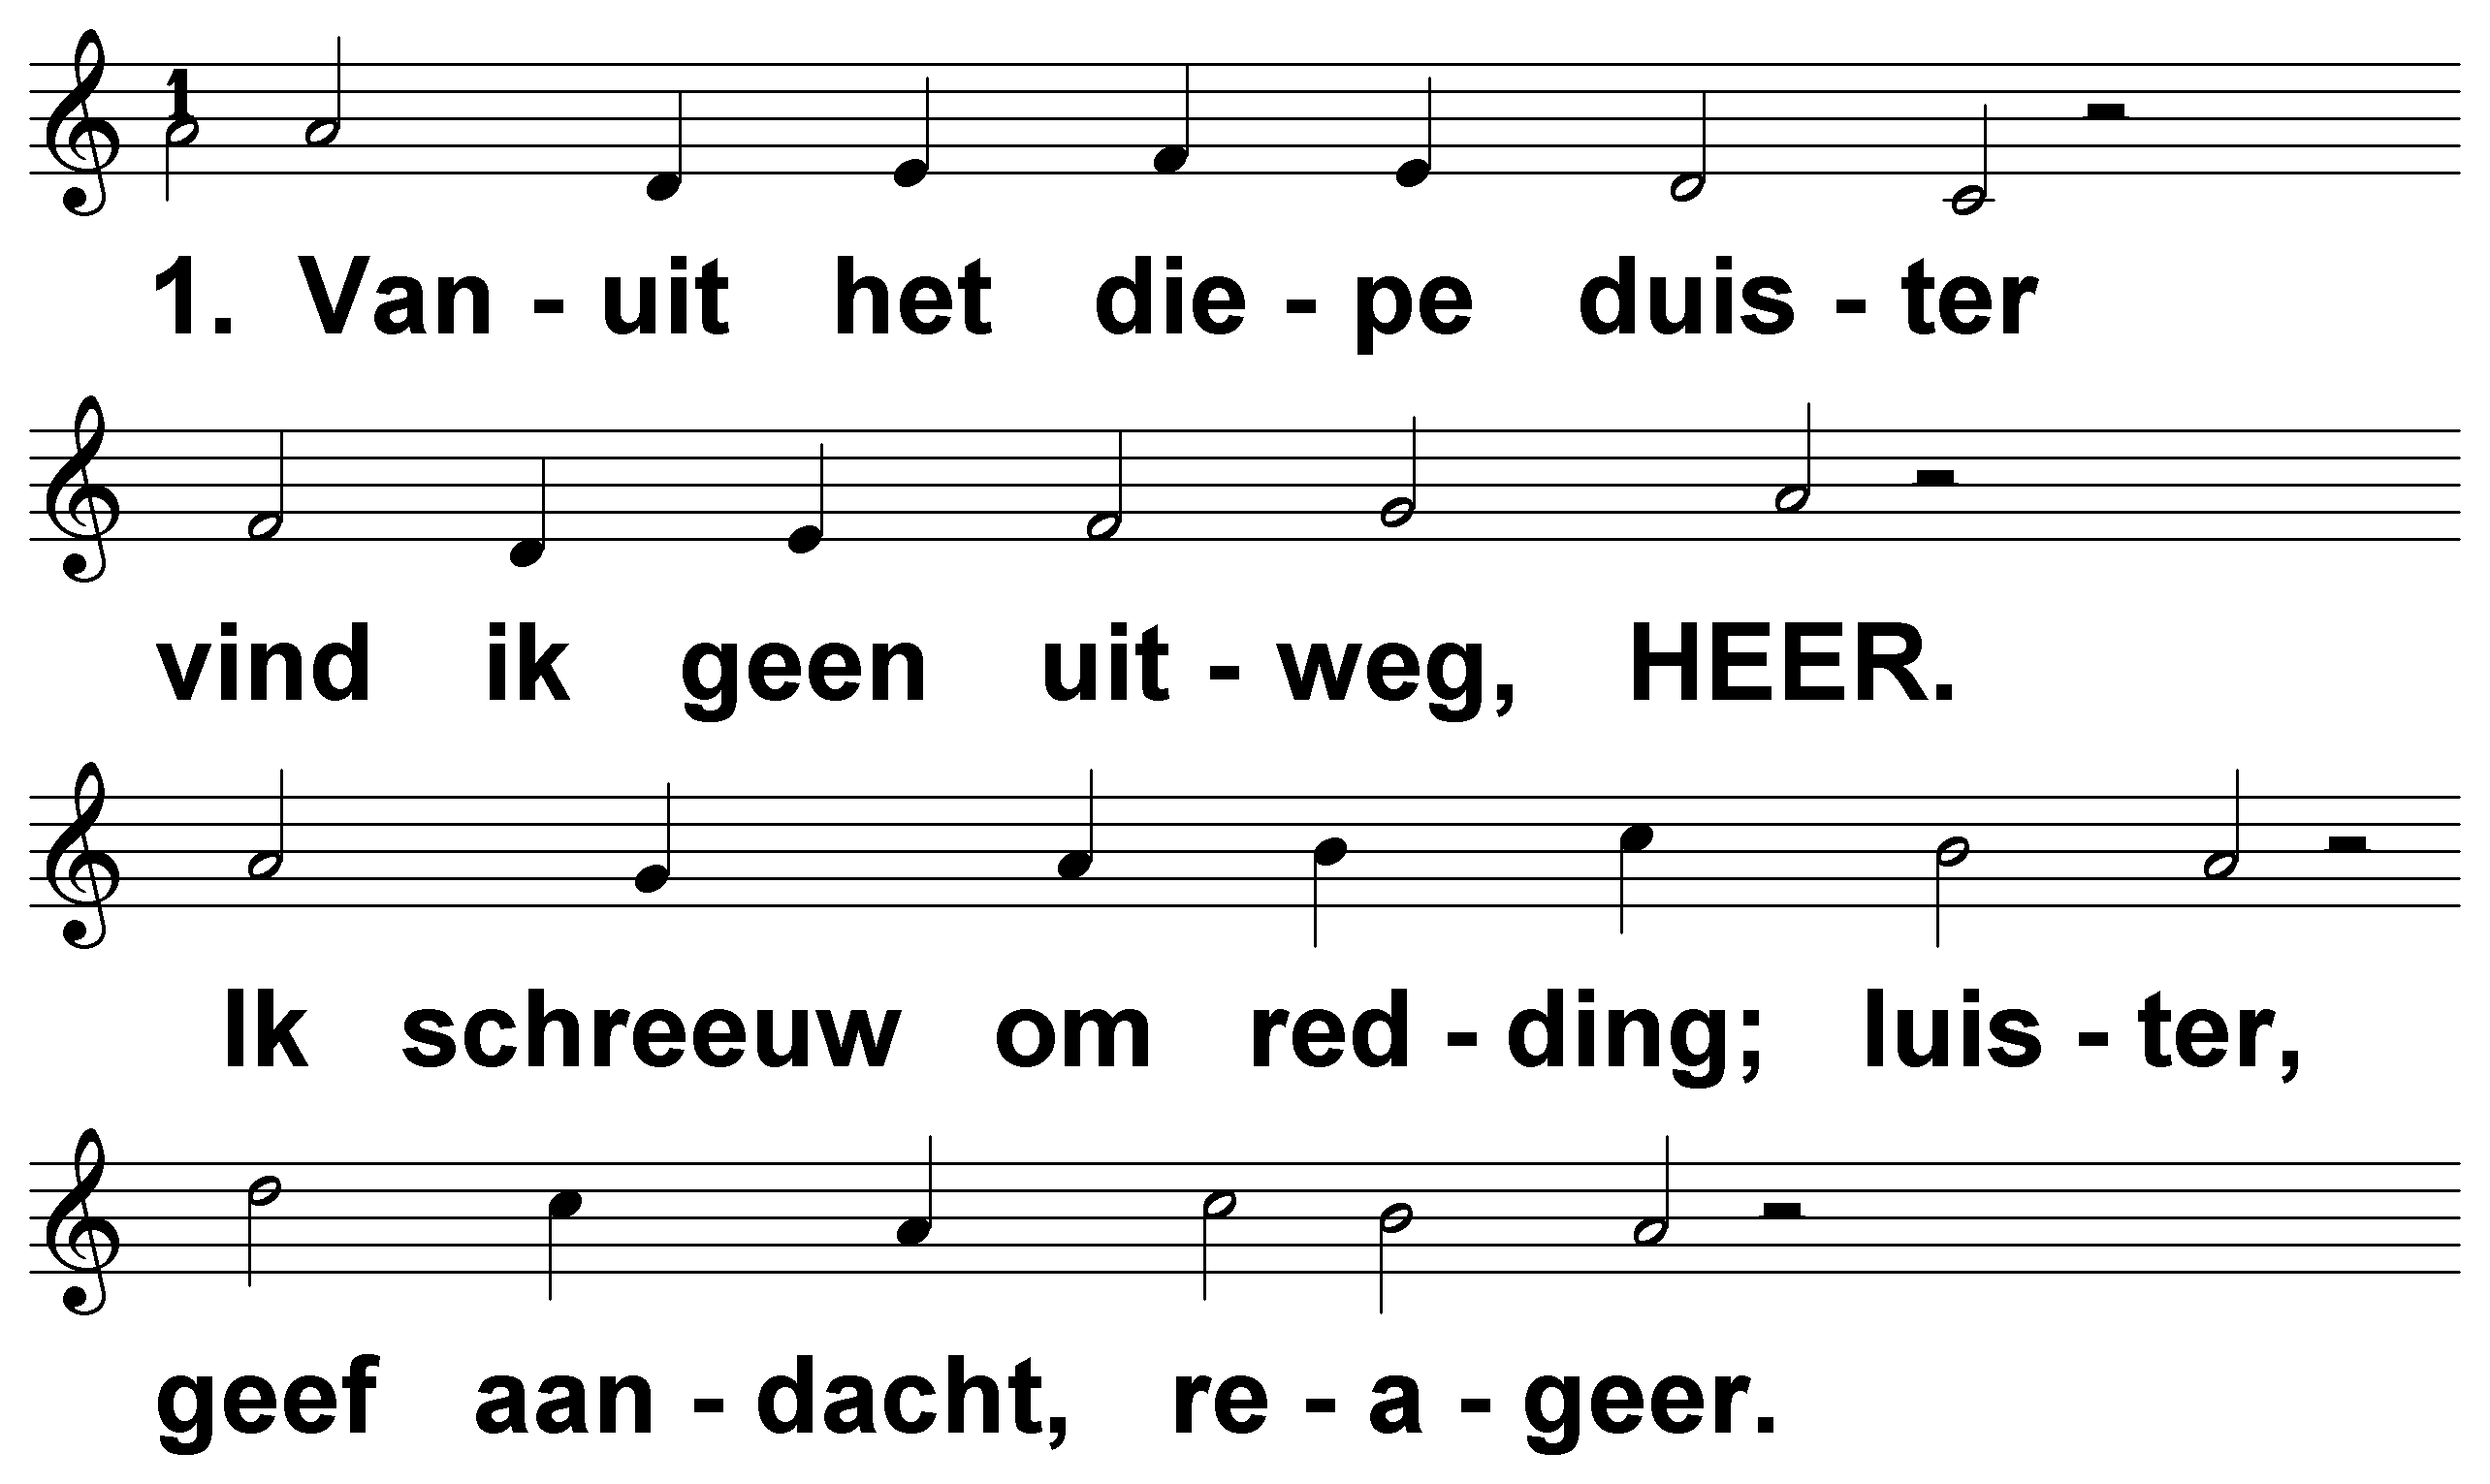 1
1. Van - uit het die - pe duis - ter
vind ik geen uit - weg, HEER.
Ik schreeuw om red - ding; luis - ter,
geef aan - dacht, re - a - geer.